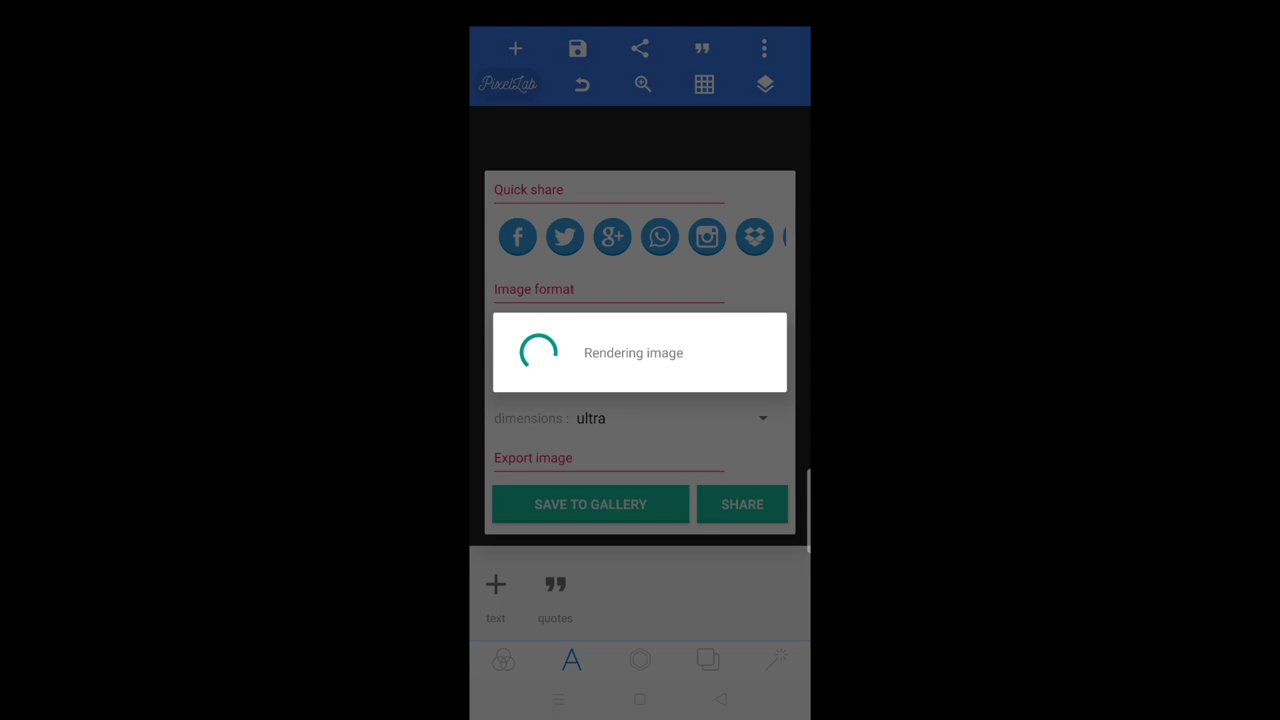 PixelLab
Quick share
Image format
Rendering image
dimensions : ultra
Export image
SAVE TO GALLERY SHARE
text quotes